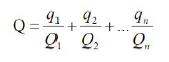 Q = q₁/Q₁ + q₂/Q₂ + ... qₙ/Qₙ